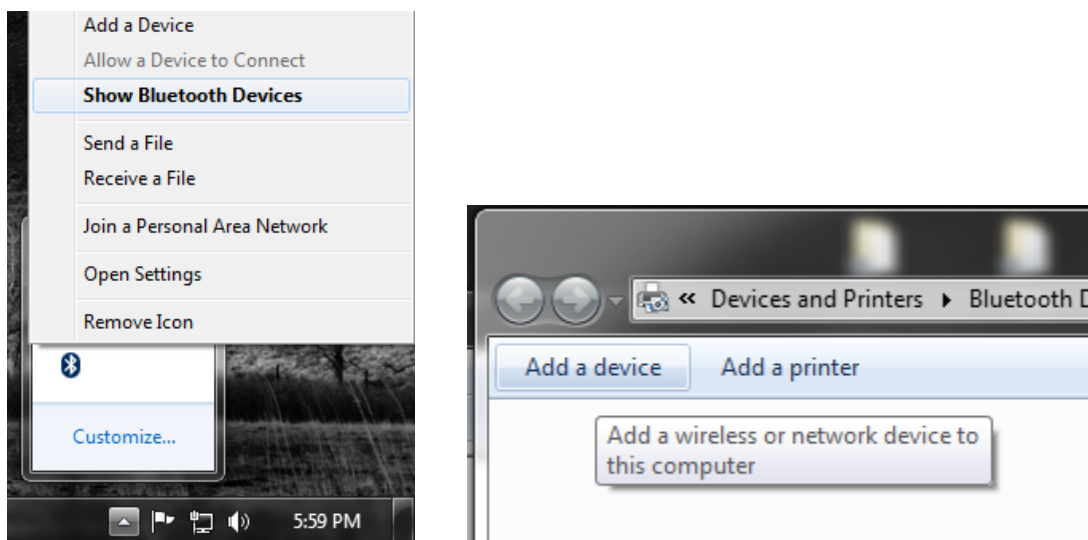 Add a Device
Allow a Device to Connect
Show Bluetooth Devices
Send a File
Receive a File
Join a Personal Area Network
Open Settings
Remove Icon
Customize...
5:59 PM
« Devices and Printers ▸ Bluetooth D
Add a device Add a printer
Add a wireless or network device to
this computer